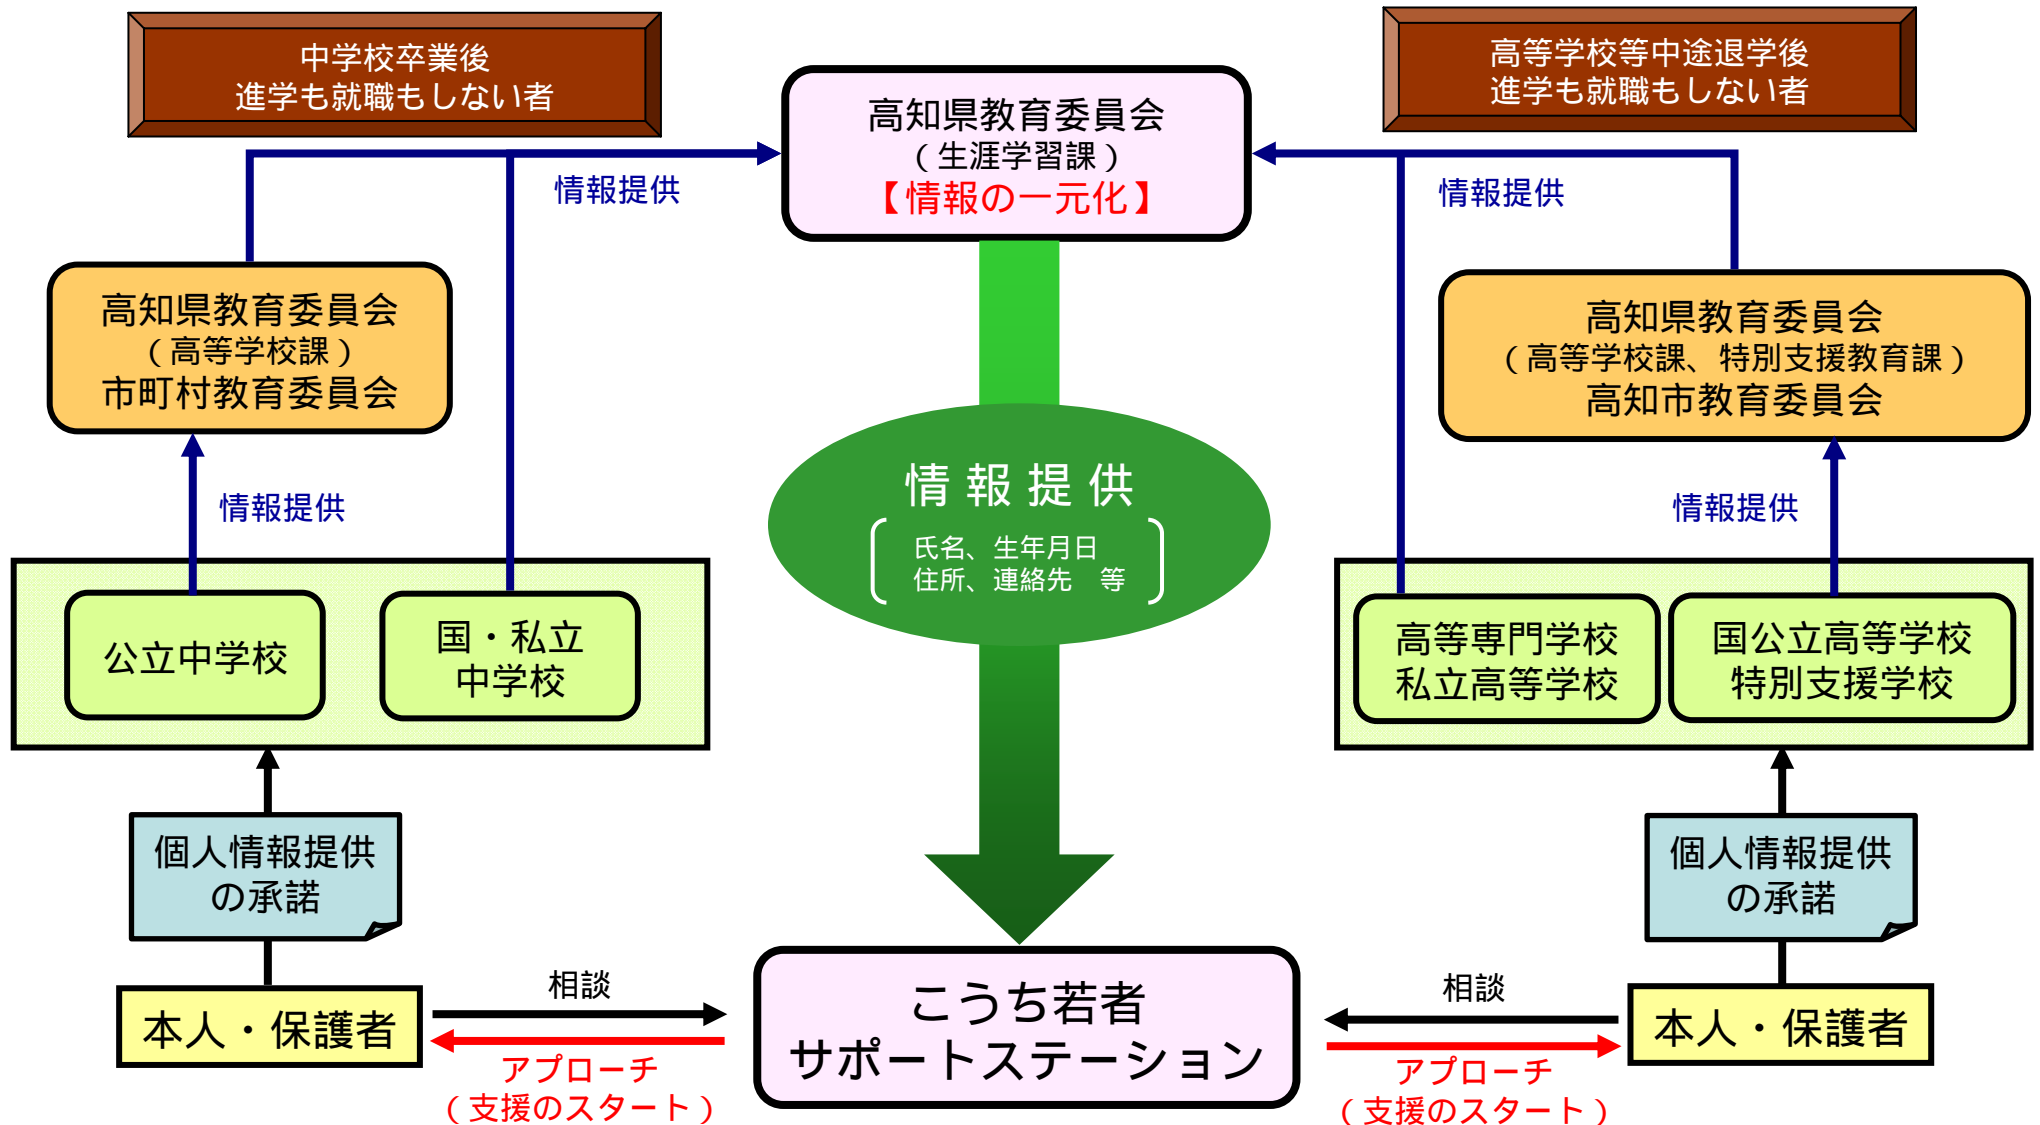 中学校卒業後
進学も就職もしない者
高等学校等中途退学後
進学も就職もしない者
高知県教育委員会
（生涯学習課）
【情報の一元化】
情報提供
情報提供
高知県教育委員会
（高等学校課）
市町村教育委員会
高知県教育委員会
（高等学校課、特別支援教育課）
高知市教育委員会
情報提供
情報提供
氏名、生年月日
住所、連絡先　等
情報提供
公立中学校
国・私立
中学校
高等専門学校
私立高等学校
国公立高等学校
特別支援学校
個人情報提供
の承諾
個人情報提供
の承諾
本人・保護者
相談
アプローチ
（支援のスタート）
こうち若者
サポートステーション
相談
アプローチ
（支援のスタート）
本人・保護者